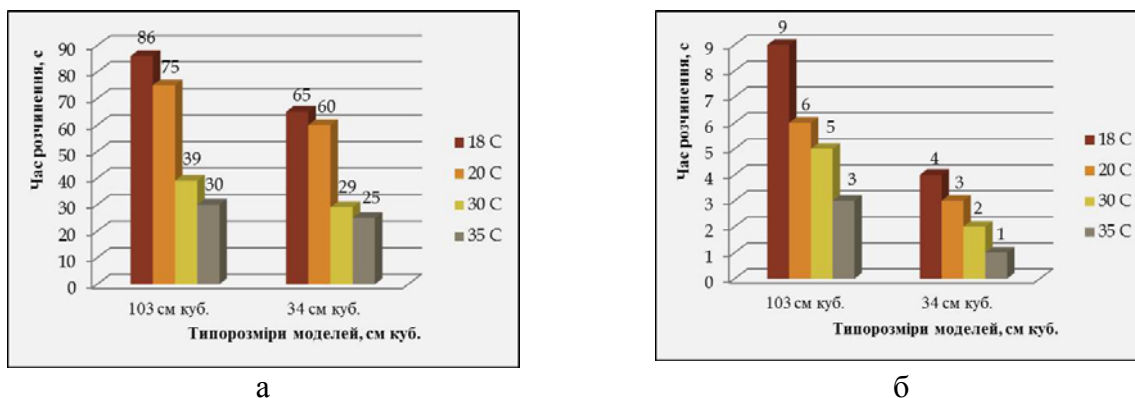 86
75
39
30
65
60
29
25
90
80
70
60
50
40
30
20
10
0
Час розчинення, с
103 см куб.
34 см куб.
Типорозміри моделей, см куб.
18 С
20 С
30 С
35 С
а
9
6
5
3
4
3
2
1
9
8
7
6
5
4
3
2
1
0
Час розчинення, с
103 см куб.
34 см куб.
Типорозміри моделей, см куб.
18 С
20 С
30 С
35 С
б